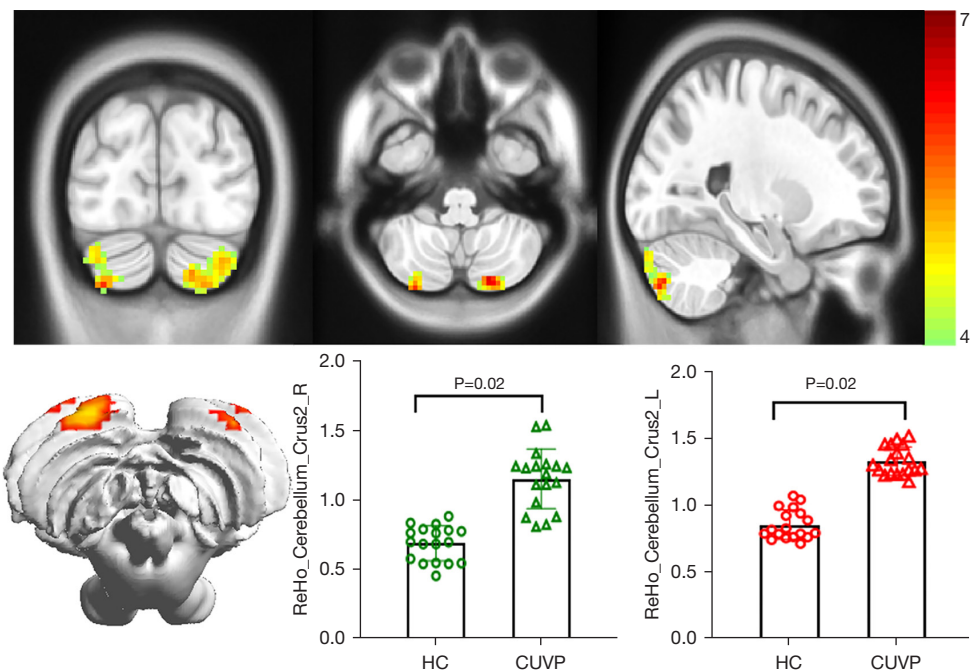 7
4
ReHo_Cerebellum_Crus2_R
2.0
1.5
1.0
0.5
0.0
P=0.02
HC
CUVP
ReHo_Cerebellum_Crus2_L
2.0
1.5
1.0
0.5
0.0
P=0.02
HC
CUVP